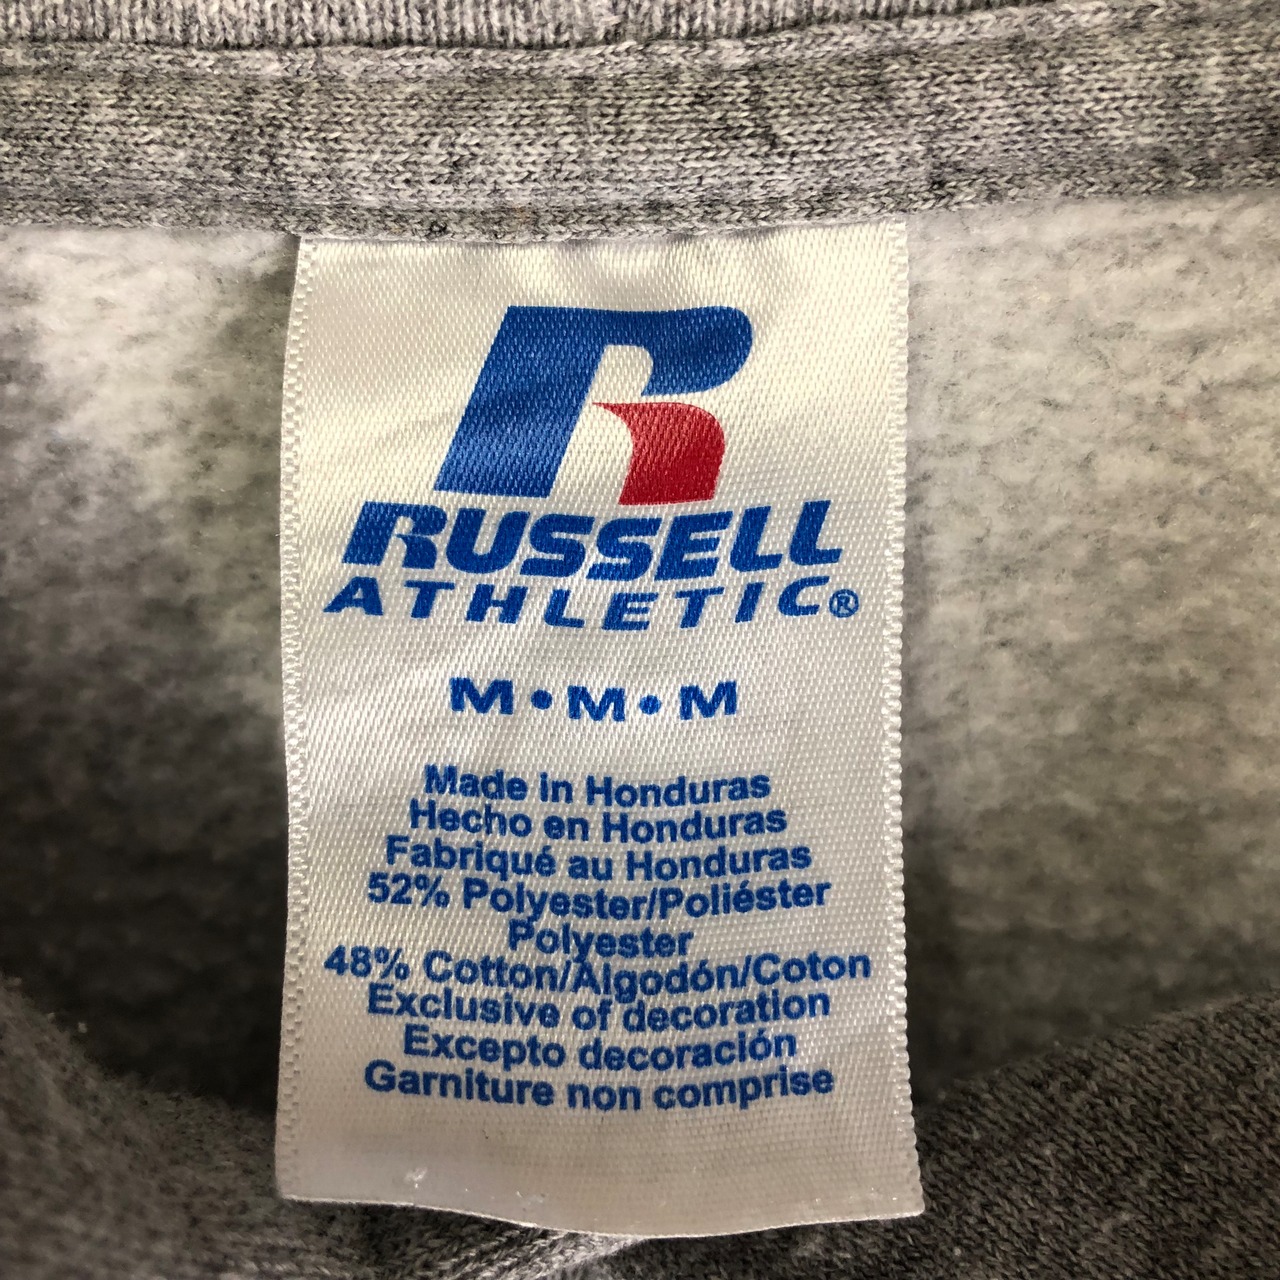 R
RUSSELL
ATHLETIC®
M•M•M
Made in Honduras
Hecho en Honduras
Fabriqué au Honduras
52% Polyester/Poliéster
Polyester
48% Cotton/Algodón/Coton
Exclusive of decoration
Excepto decoración
Garniture non comprise